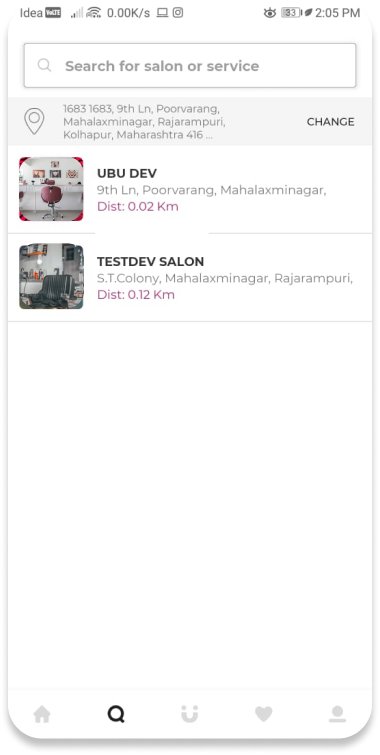 Idea VoLTE 0.00K/s 33 2:05 PM
Search for salon or service
1683 1683, 9th Ln, Poorvarang,
Mahalaxminagar, Rajarampuri,
Kolhapur, Maharashtra 416 ...
CHANGE
UBU DEV
9th Ln, Poorvarang, Mahalaxminagar,
Dist: 0.02 Km
TESTDEV SALON
S.T.Colony, Mahalaxminagar, Rajarampuri,
Dist: 0.12 Km